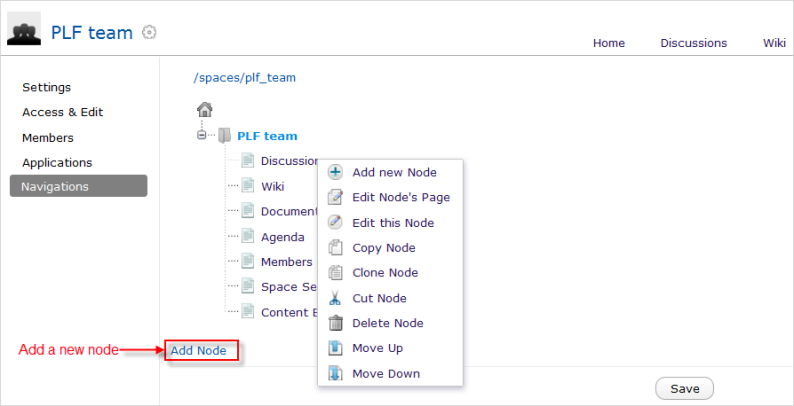 PLF team
Home Discussions Wiki
Settings
Access & Edit
Members
Applications
Navigations
/spaces/plf_team
PLF team
Discussion
Wiki
Document
Agenda
Members
Space Se
Content E
Add new Node
Edit Node's Page
Edit this Node
Copy Node
Clone Node
Cut Node
Delete Node
Move Up
Move Down
Add a new node
Add Node
Save